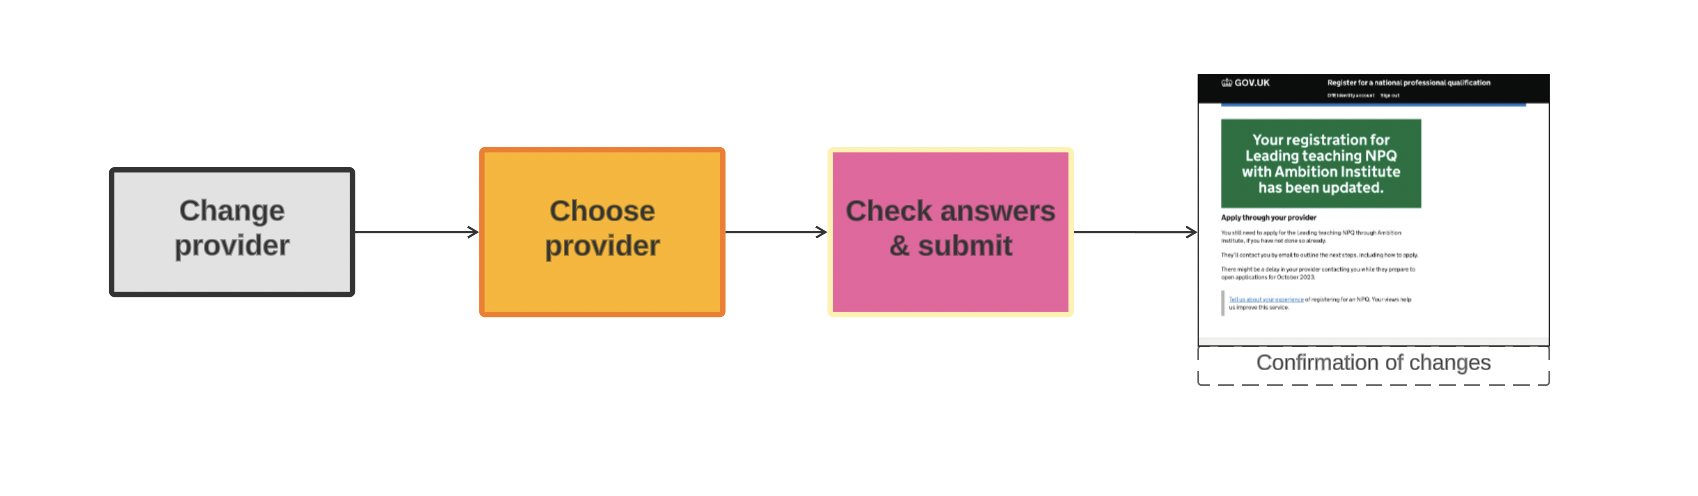 Change
provider
Choose
provider
Check answers
& submit
GOV.UK
Register for a national professional qualification
DfE Identity account Sign out
Your registration for
Leading teaching NPQ
with Ambition Institute
has been updated.
Apply through your provider
You still need to apply for the Leading teaching NPQ through Ambition
Institute, if you have not done so already.
They'll contact you by email to outline the next steps, including how to apply.
There might be a delay in your provider contacting you while they prepare to
open applications for October 2023.
Tell us about your experience of registering for an NPQ. Your views help
us improve this service.
Confirmation of changes